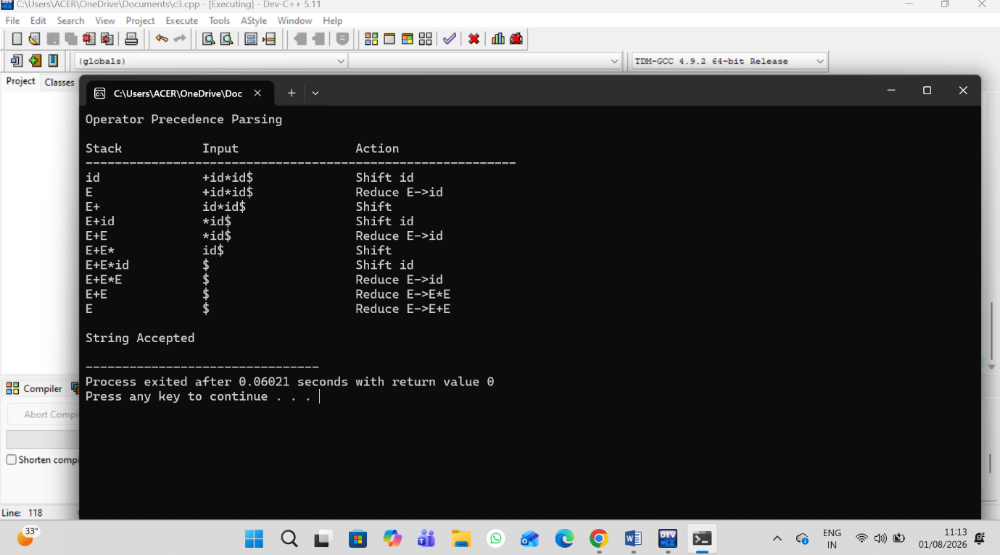 C:\Users\ACER\OneDrive\Documents\c3.cpp - [Executing] - Dev-C++ 5.11
File Edit Search View Project Execute Tools AStyle Window Help
(globals) TDM-GCC 4.9.2 64-bit Release
Project Classes
C:\Users\ACER\OneDrive\Doc
Operator Precedence Parsing
Stack Input Action
-----------------------------------------------------------
id +id*id$ Shift id
E +id*id$ Reduce E->id
E+ id*id$ Shift
E+id *id$ Shift id
E+E *id$ Reduce E->id
E+E* id$ Shift
E+E*id $ Shift id
E+E*E $ Reduce E->id
E+E $ Reduce E->E*E
E $ Reduce E->E+E
String Accepted
--------------------------------
Process exited after 0.06021 seconds with return value 0
Press any key to continue . . .
Compiler
Abort Compi
Shorten compi
Line: 118
33°
DEV
C++
ENG
IN
11:13
01/08/2026